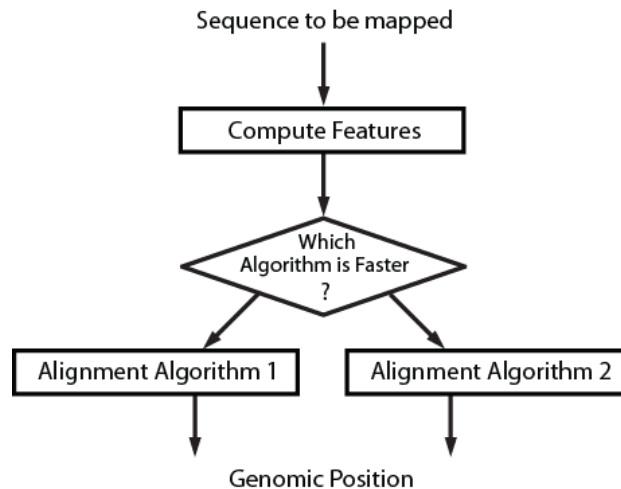 Sequence to be mapped
Compute Features
Which
Algorithm is Faster
?
Alignment Algorithm 1
Alignment Algorithm 2
Genomic Position